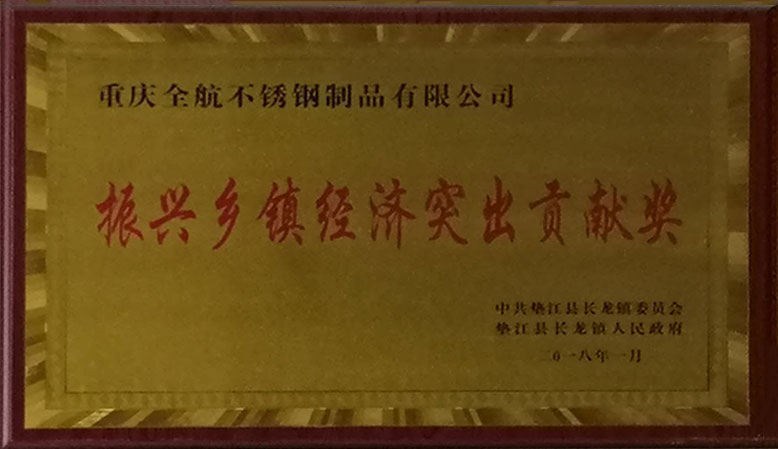 重庆全航不锈钢制品有限公司
振兴乡镇经济突出贡献奖
中共垫江县长龙镇委员会
垫江县长龙镇人民政府
二0一八年一月